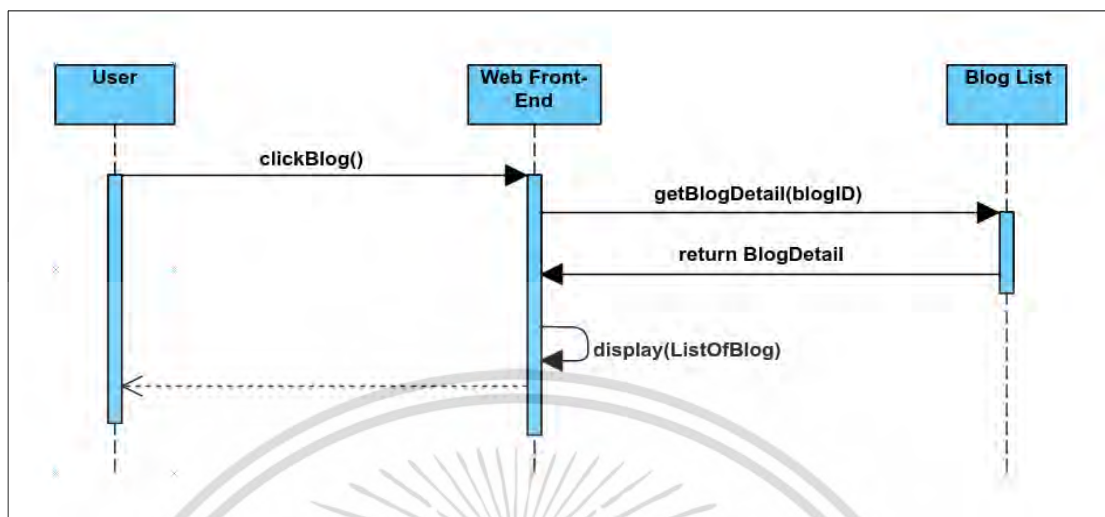 User
Web Front-
End
Blog List
clickBlog()
getBlogDetail(blogID)
return BlogDetail
display(ListOfBlog)